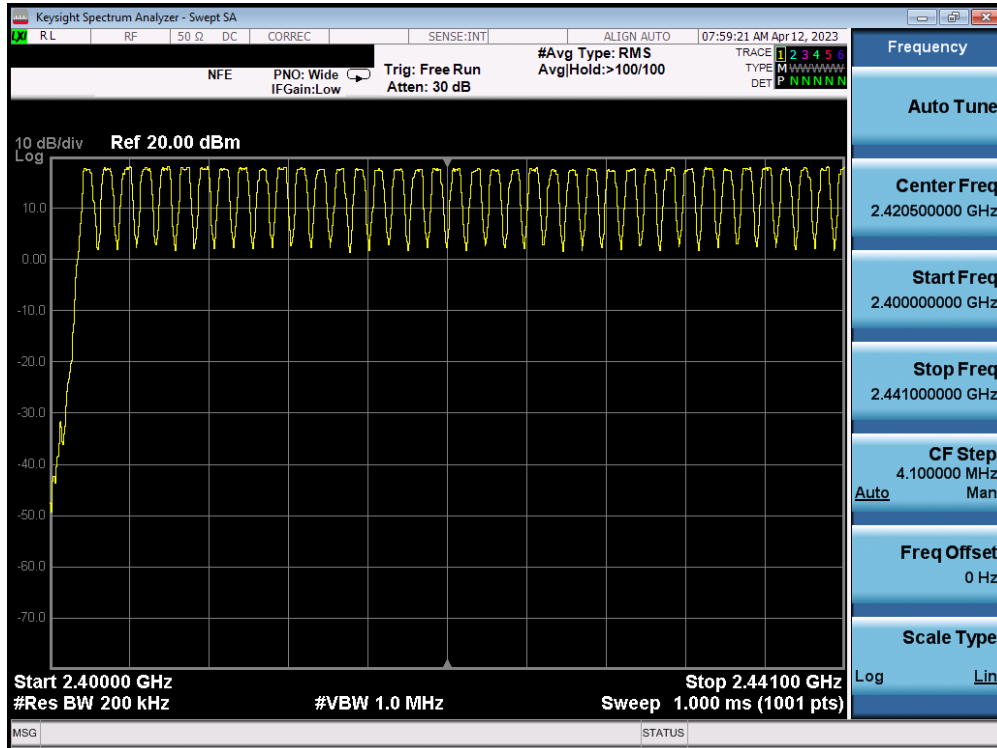 Keysight Spectrum Analyzer - Swept SA
LXI RL RF 50 Ω DC CORREC SENSE:INT ALIGN AUTO 07:59:21 AM Apr 12, 2023
NFE PNO: Wide IFGain:Low Trig: Free Run Atten: 30 dB #Avg Type: RMS Avg|Hold:>100/100
TRACE 1 2 3 4 5 6
TYPE M WWWWW
DET P N N N N N
10 dB/div Ref 20.00 dBm
Log
10.0
0.00
-10.0
-20.0
-30.0
-40.0
-50.0
-60.0
-70.0
Start 2.40000 GHz Stop 2.44100 GHz
#Res BW 200 kHz #VBW 1.0 MHz Sweep 1.000 ms (1001 pts)
MSG STATUS
Frequency
Auto Tune
Center Freq
2.420500000 GHz
Start Freq
2.400000000 GHz
Stop Freq
2.441000000 GHz
CF Step
4.100000 MHz
Auto Man
Freq Offset
0 Hz
Scale Type
Log Lin